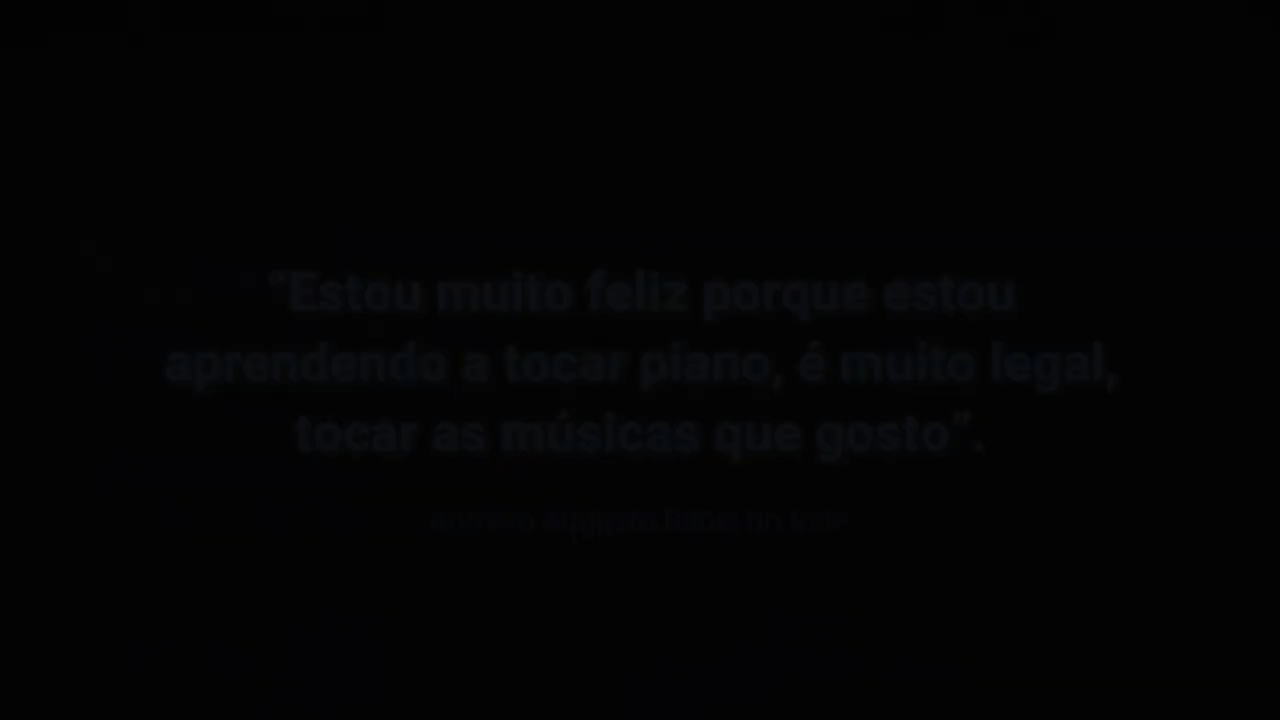 "Estou muito feliz porque estou
aprendendo a tocar piano, é muito legal,
tocar as músicas que gosto".